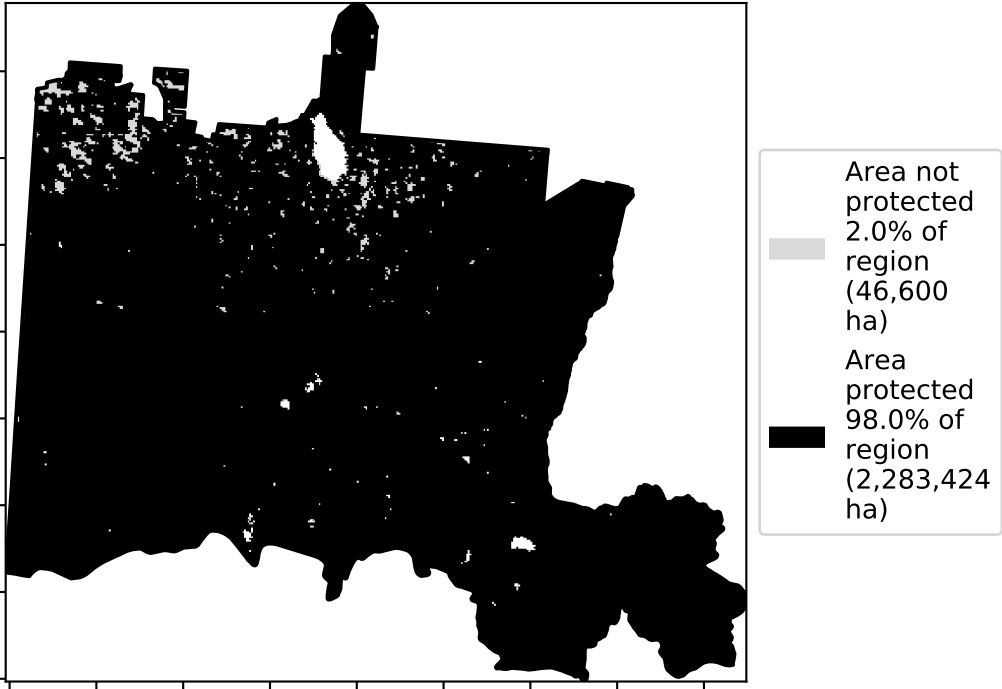 Area not
protected
2.0% of
region
(46,600
ha)
Area
protected
98.0% of
region
(2,283,424
ha)